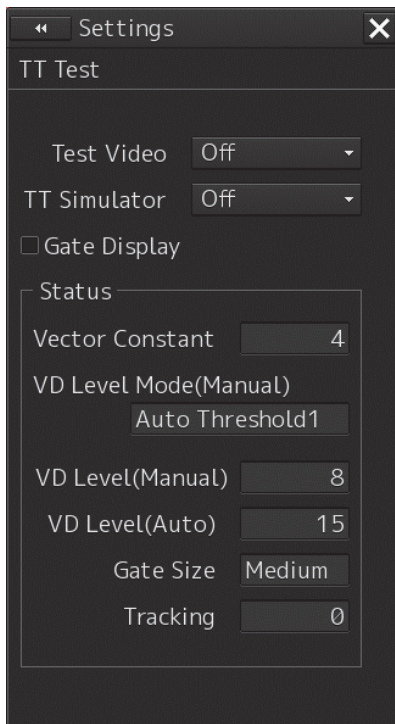 Settings
TT Test
Test Video Off
TT Simulator Off
Gate Display
Status
Vector Constant 4
VD Level Mode(Manual)
Auto Threshold1
VD Level(Manual) 8
VD Level(Auto) 15
Gate Size Medium
Tracking 0